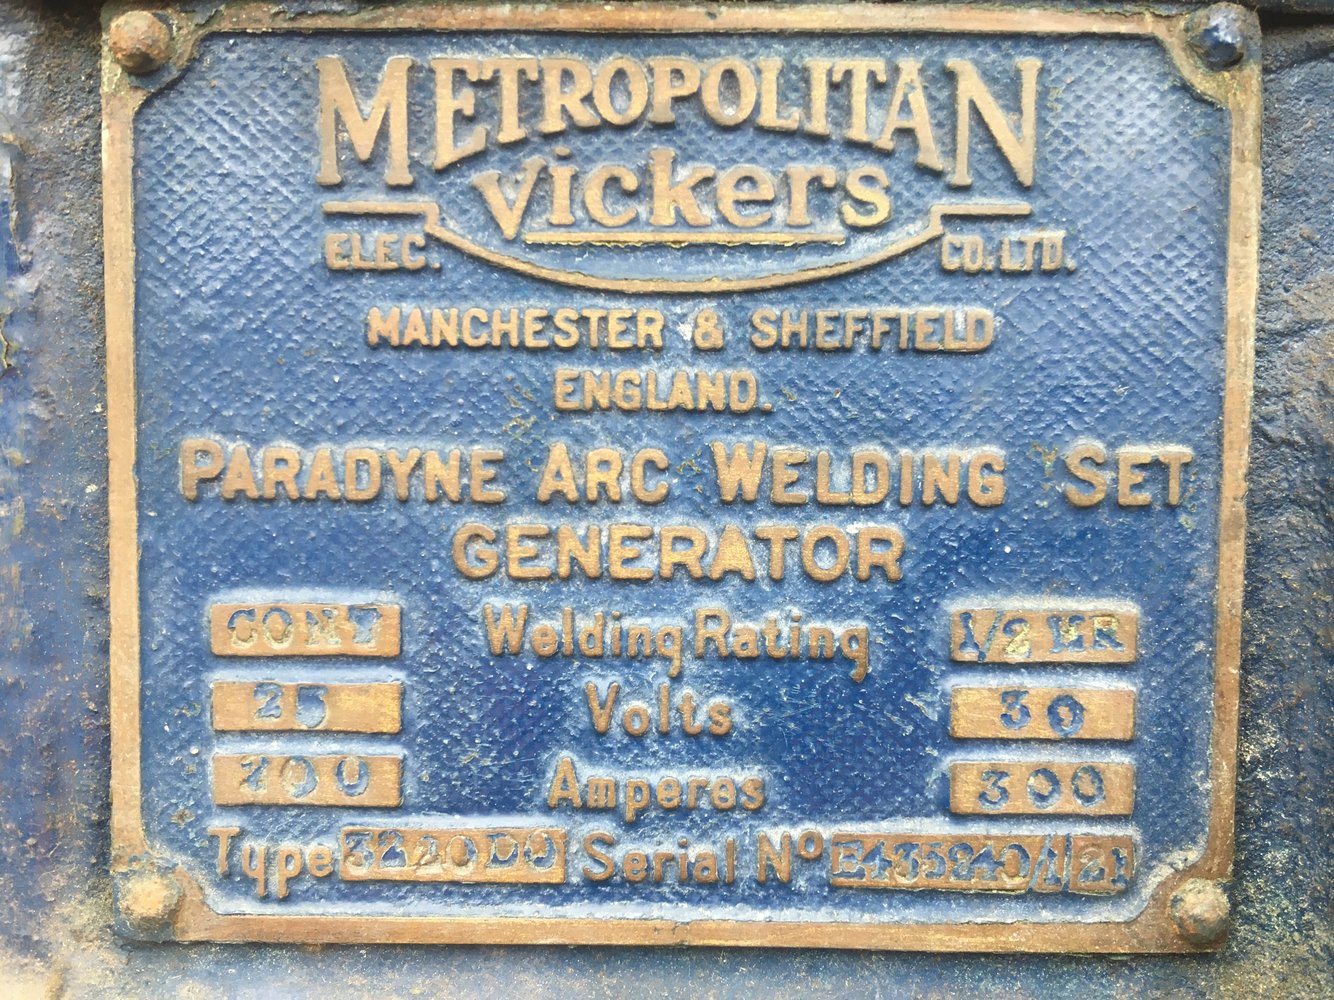 METROPOLITAN
Vickers
ELEC. CO. LTD.
MANCHESTER & SHEFFIELD
ENGLAND.
PARADYNE ARC WELDING SET
GENERATOR
CONT Welding Rating 1/2 HR
25 Volts 30
200 Amperes 300
Type Serial No